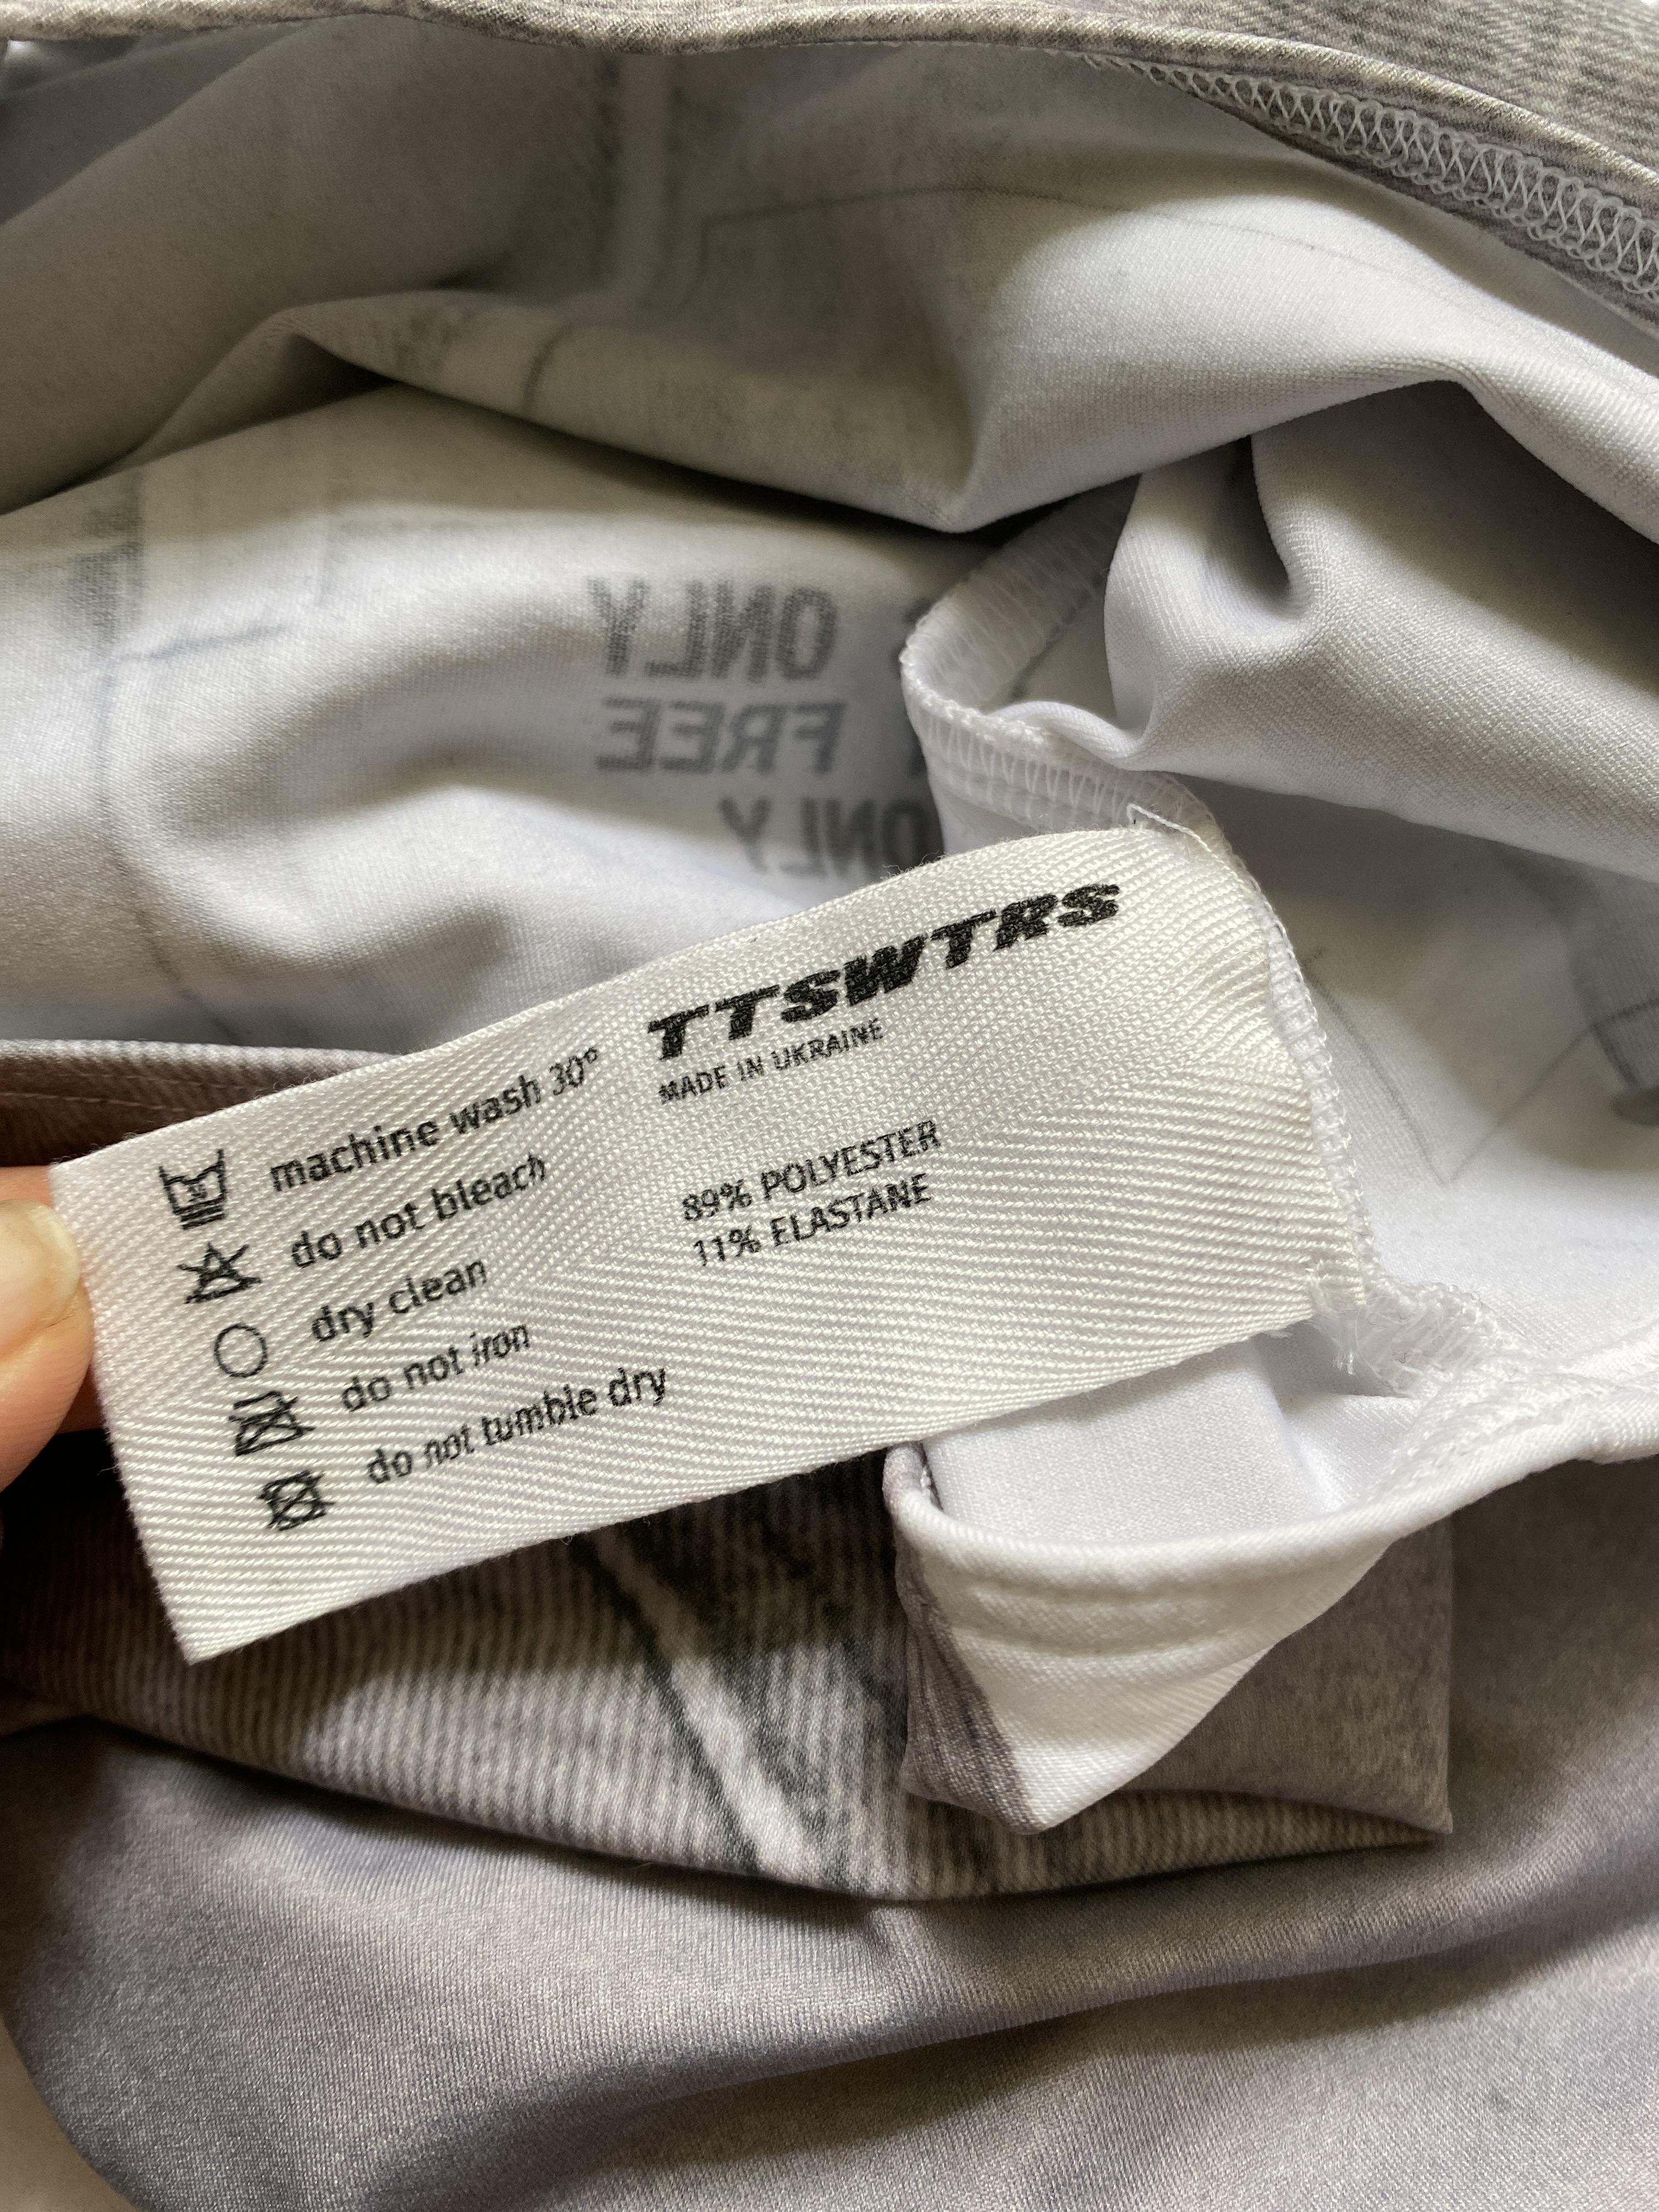 ONLY
FREE
ONLY
TTSWTRS
MADE IN UKRAINE
89% POLYESTER
11% ELASTANE
machine wash 30°
do not bleach
dry clean
do not iron
do not tumble dry